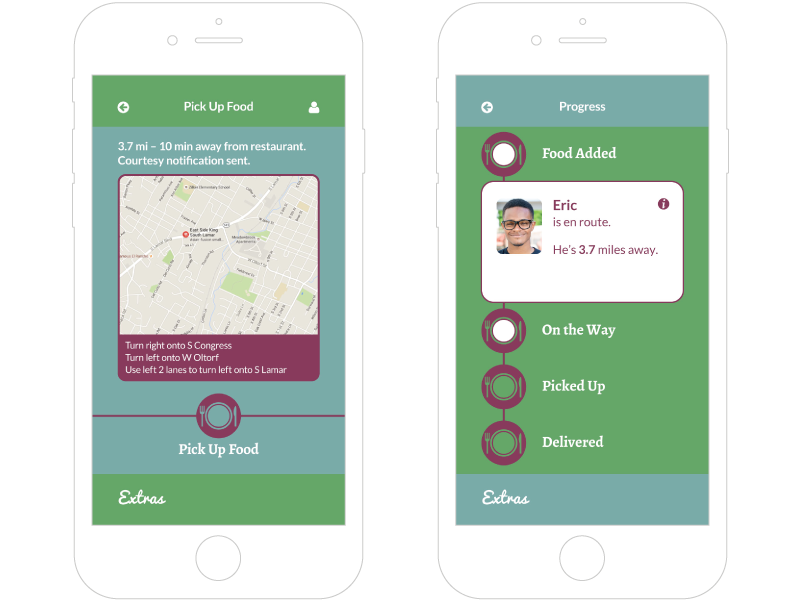 Pick Up Food
3.7 mi – 10 min away from restaurant.
Courtesy notification sent.
East Side King
South Lamar
Asian fusion small
Turn right onto S Congress
Turn left onto W Oltorf
Use left 2 lanes to turn left onto S Lamar
Pick Up Food
Extras
Progress
Food Added
Eric
is en route.
He's 3.7 miles away.
On the Way
Picked Up
Delivered
Extras